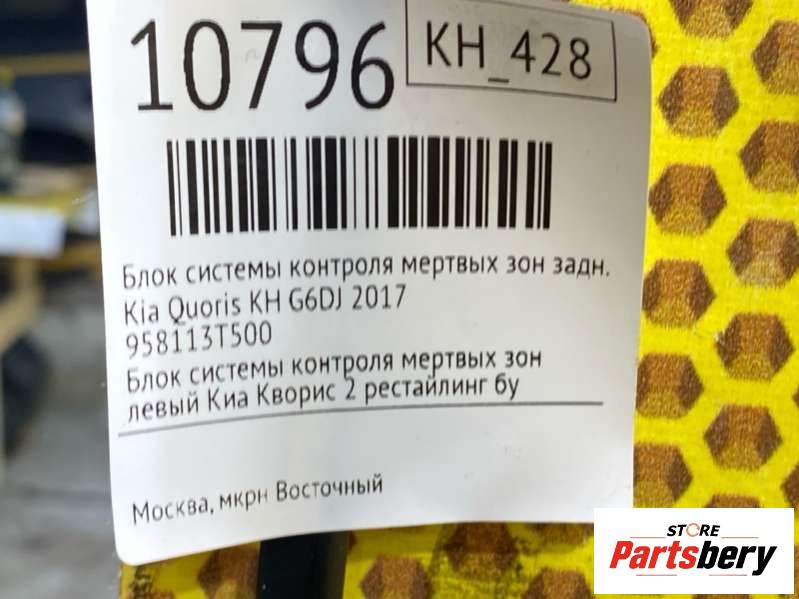 10796
KH_428
Блок системы контроля мертвых зон задн.
Kia Quoris KH G6DJ 2017
958113T500
Блок системы контроля мертвых зон
левый Киа Кворис 2 рестайлинг бу
Москва, мкрн Восточный
STORE
Partsbery